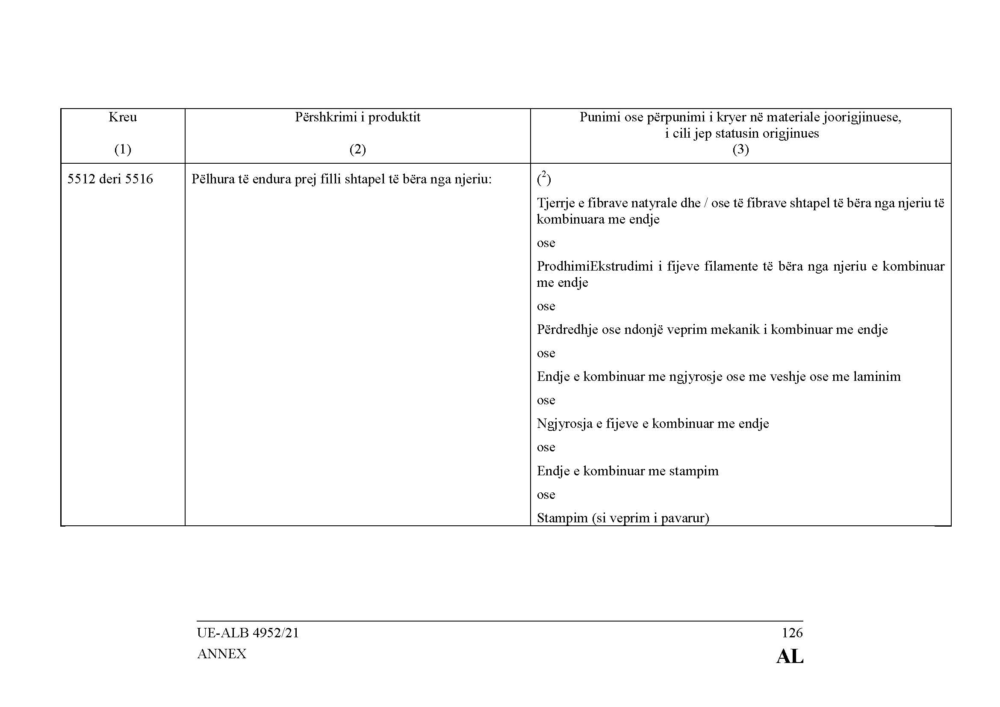 Kreu
(1)
Përshkrimi i produktit
(2)
Punimi ose përpunimi i kryer në materiale joorigjinuese,
i cili jep statusin origjinues
(3)
5512 deri 5516
Pëlhura të endura prej filli shtapel të bëra nga njeriu:
(²)
Tjerrje e fibrave natyrale dhe / ose të fibrave shtapel të bëra nga njeriu të
kombinuara me endje
ose
ProdhimiEkstrudimi i fijeve filamente të bëra nga njeriu e kombinuar
me endje
ose
Përdredhje ose ndonjë veprim mekanik i kombinuar me endje
ose
Endje e kombinuar me ngjyrosje ose me veshje ose me laminim
ose
Ngjyrosja e fijeve e kombinuar me endje
ose
Endje e kombinuar me stampim
ose
Stampim (si veprim i pavarur)
UE-ALB 4952/21
126
ANNEX
AL